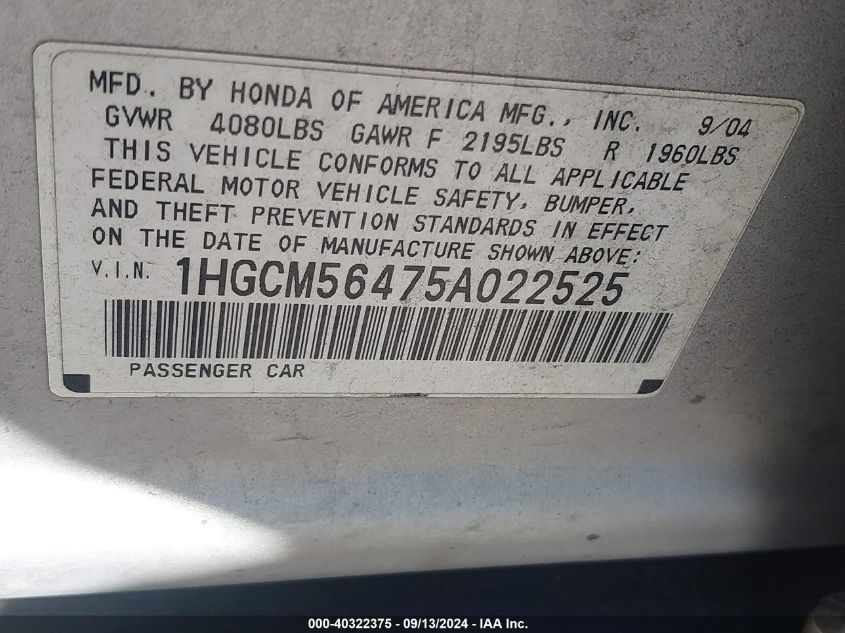 MFD. BY HONDA OF AMERICA MFG., INC. 9/04
GVWR 4080LBS GAWR F 2195LBS R 1960LBS
THIS VEHICLE CONFORMS TO ALL APPLICABLE
FEDERAL MOTOR VEHICLE SAFETY, BUMPER,
AND THEFT PREVENTION STANDARDS IN EFFECT
ON THE DATE OF MANUFACTURE SHOWN ABOVE:
V.I.N. 1HGCM56475A022525
PASSENGER CAR
000-40322375 - 09/13/2024 - IAA Inc.